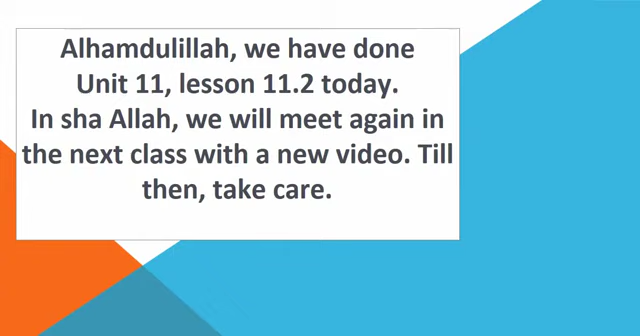 Alhamdulillah, we have done
Unit 11, lesson 11.2 today.
In sha Allah, we will meet again in
the next class with a new video. Till
then, take care.